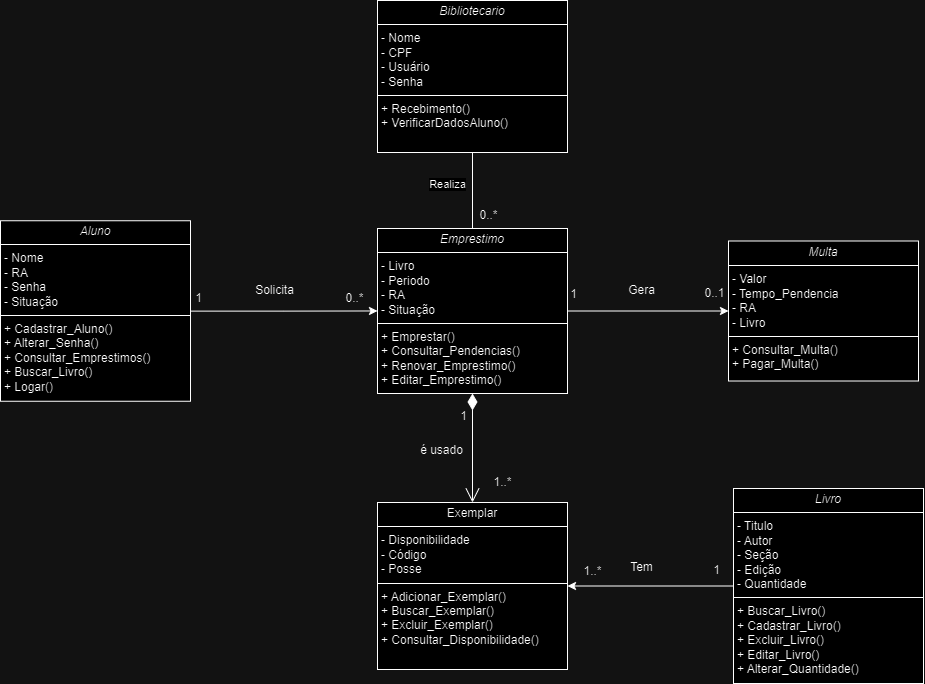 Bibliotecario
- Nome
- CPF
- Usuário
- Senha
+ Recebimento()
+ VerificarDadosAluno()
Realiza
0..*
Aluno
- Nome
- RA
- Senha
- Situação
+ Cadastrar_Aluno()
+ Alterar_Senha()
+ Consultar_Emprestimos()
+ Buscar_Livro()
+ Logar()
1
Solicita
0..*
Emprestimo
- Livro
- Periodo
- RA
- Situação
+ Emprestar()
+ Consultar_Pendencias()
+ Renovar_Emprestimo()
+ Editar_Emprestimo()
1
Gera
0..1
Multa
- Valor
- Tempo_Pendencia
- RA
- Livro
+ Consultar_Multa()
+ Pagar_Multa()
1
é usado
1..*
Exemplar
- Disponibilidade
- Código
- Posse
+ Adicionar_Exemplar()
+ Buscar_Exemplar()
+ Excluir_Exemplar()
+ Consultar_Disponibilidade()
1..*
Tem
1
Livro
- Titulo
- Autor
- Seção
- Edição
- Quantidade
+ Buscar_Livro()
+ Cadastrar_Livro()
+ Excluir_Livro()
+ Editar_Livro()
+ Alterar_Quantidade()